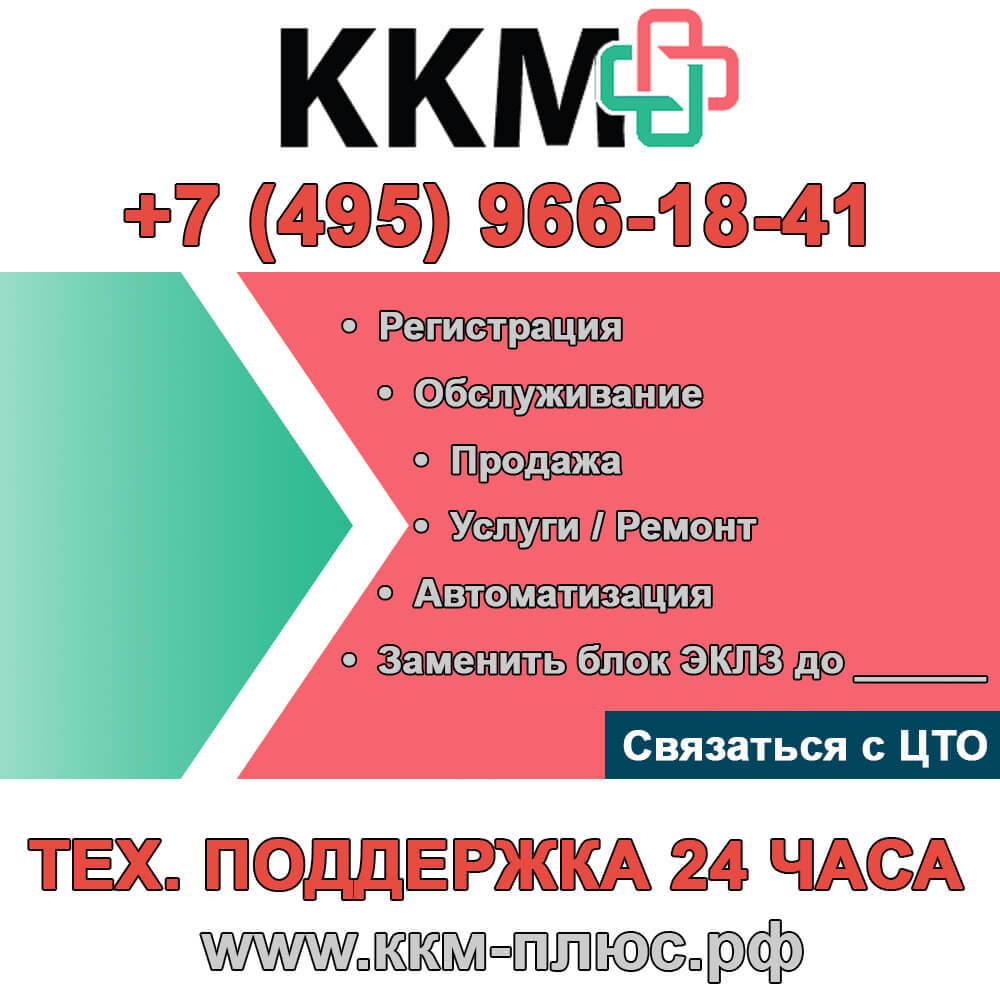 ККМ
+7 (495) 966-18-41
• Регистрация
• Обслуживание
• Продажа
• Услуги / Ремонт
• Автоматизация
• Заменить блок ЭКЛЗ до ______
Связаться с ЦТО
ТЕХ. ПОДДЕРЖКА 24 ЧАСА
www.ккм-плюс.рф